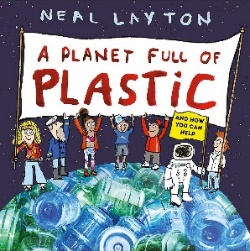 NEAL LAYTON
A PLANET FULL OF
PLASTIC
AND HOW
YOU CAN
HELP